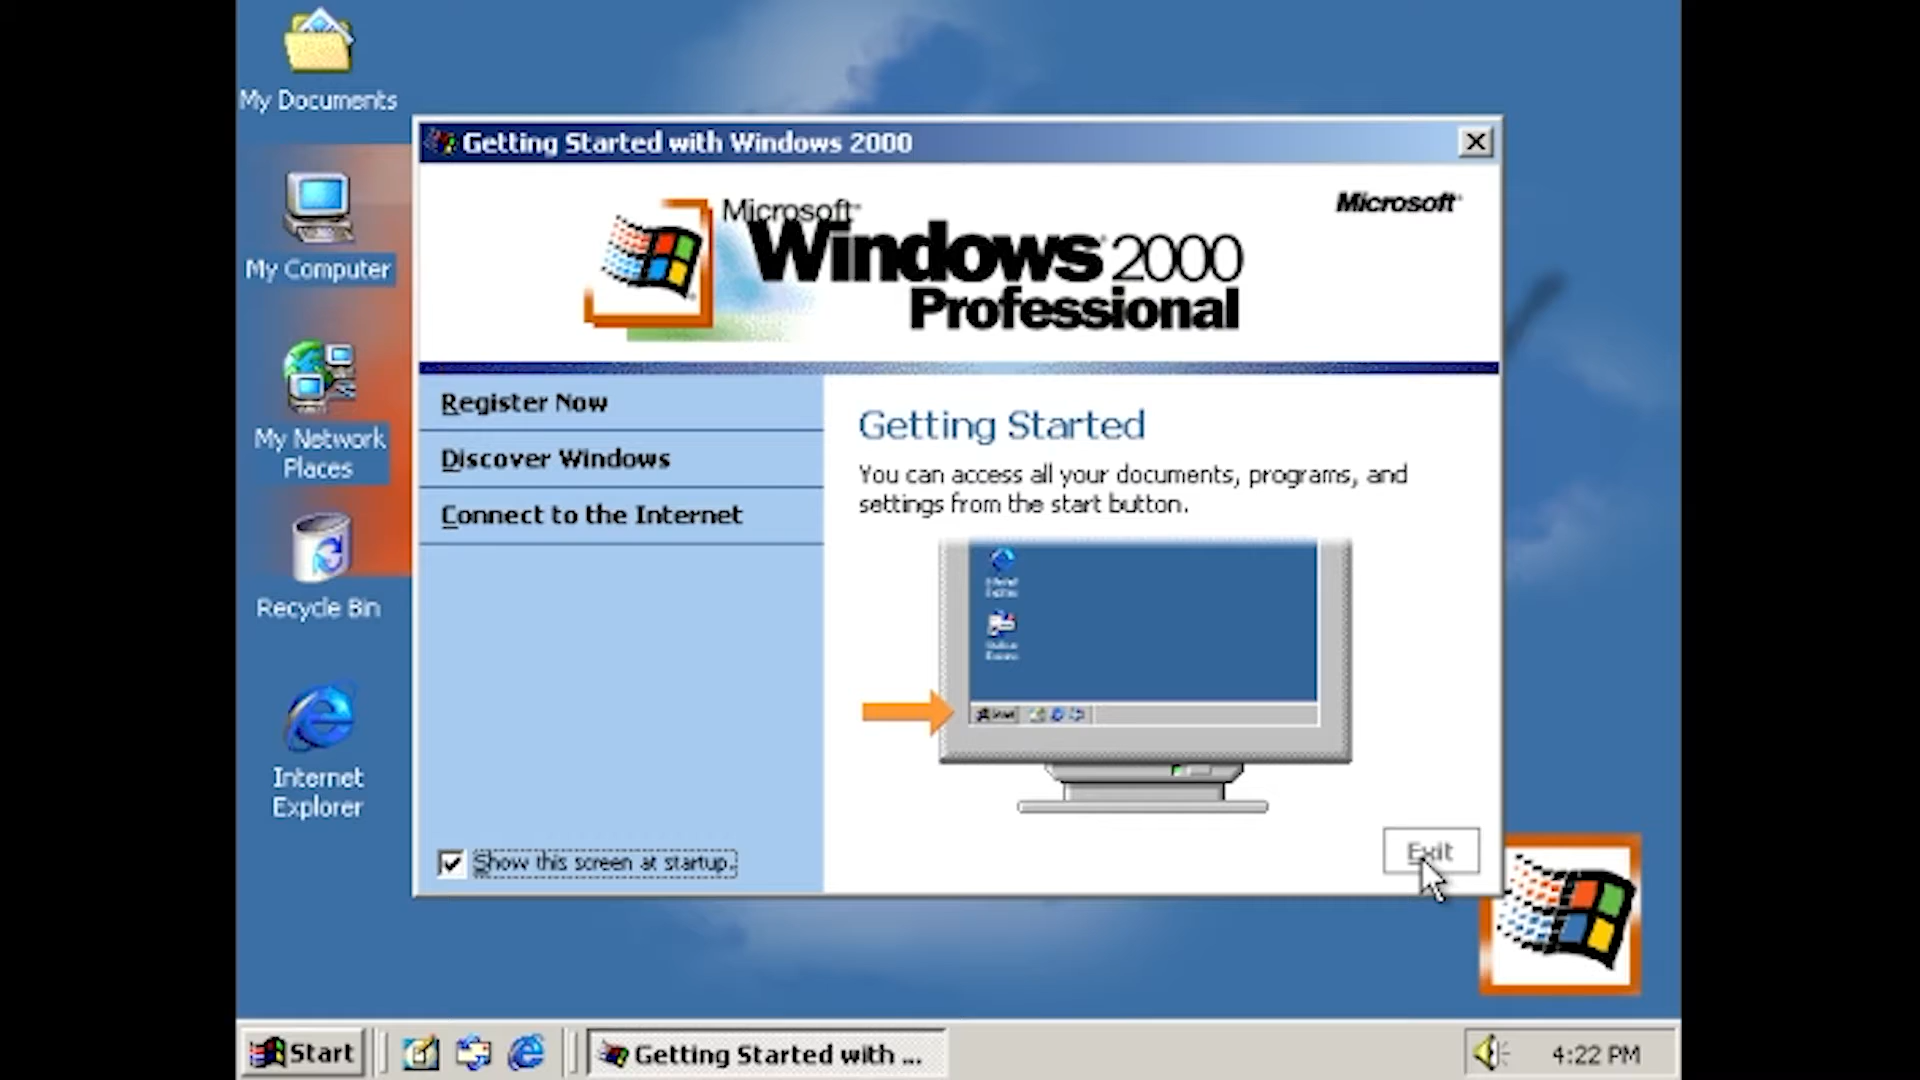 My Documents
My Computer
My Network
Places
Recycle Bin
Internet
Explorer
Getting Started with Windows 2000
Microsoft
Windows 2000
Professional
Microsoft
Register Now
Discover Windows
Connect to the Internet
Getting Started
You can access all your documents, programs, and
settings from the start button.
Show this screen at startup.
Exit
Start
Getting Started with ...
4:22 PM